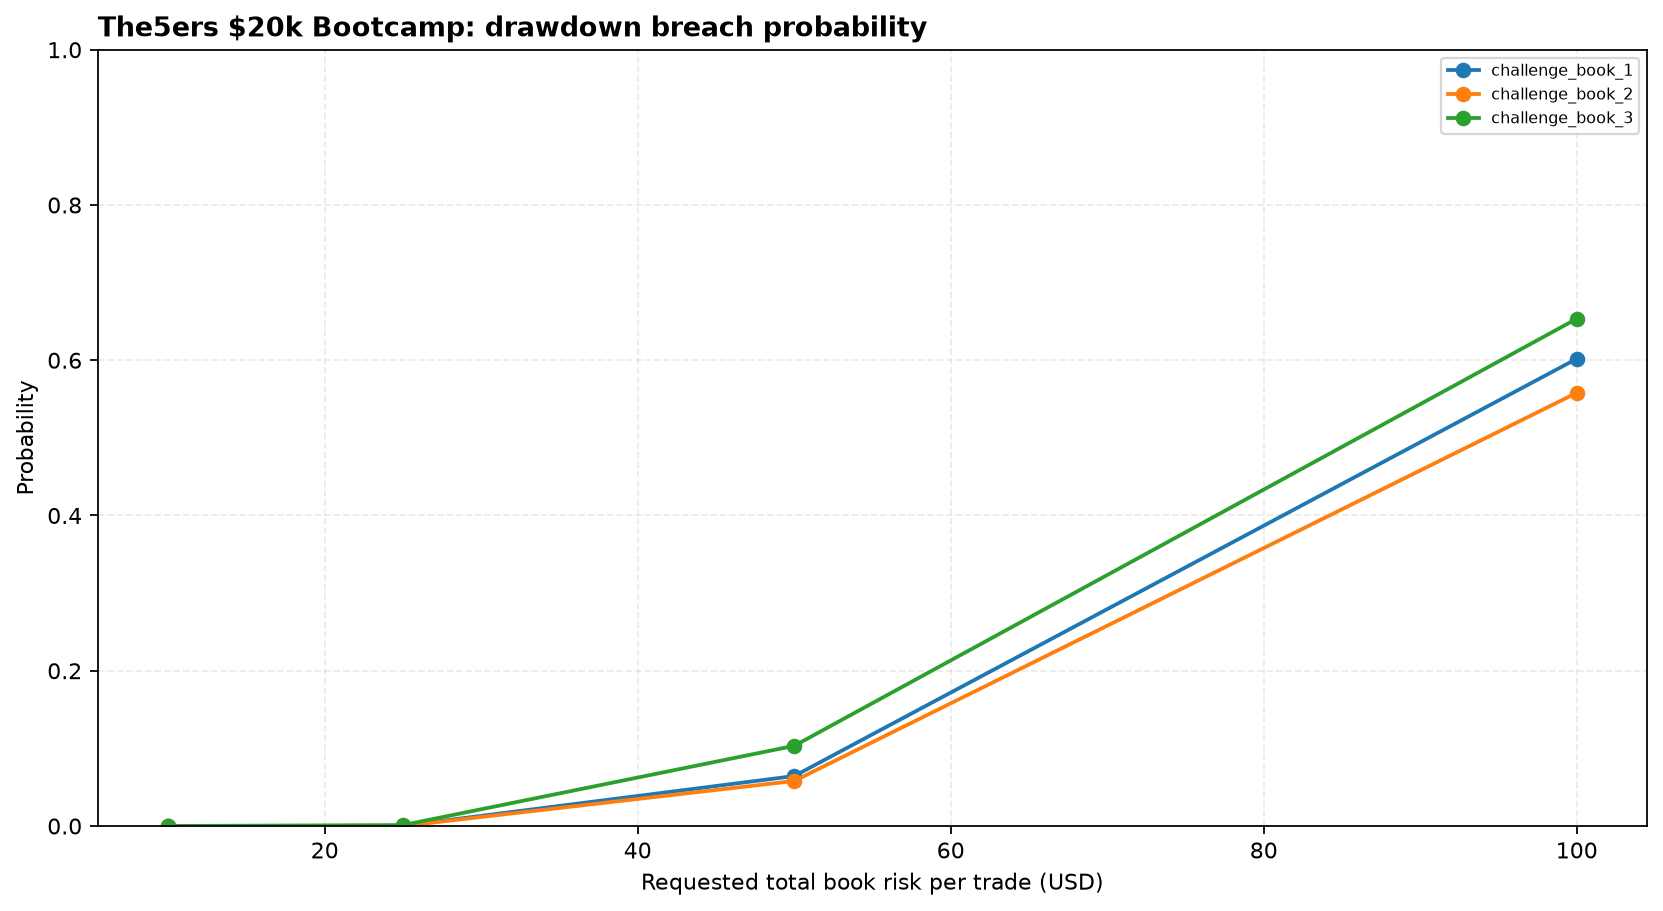 The5ers $20k Bootcamp: drawdown breach probability
1.0
0.8
0.6
0.4
0.2
0.0
Probability
challenge_book_1
challenge_book_2
challenge_book_3
20
40
60
80
100
Requested total book risk per trade (USD)